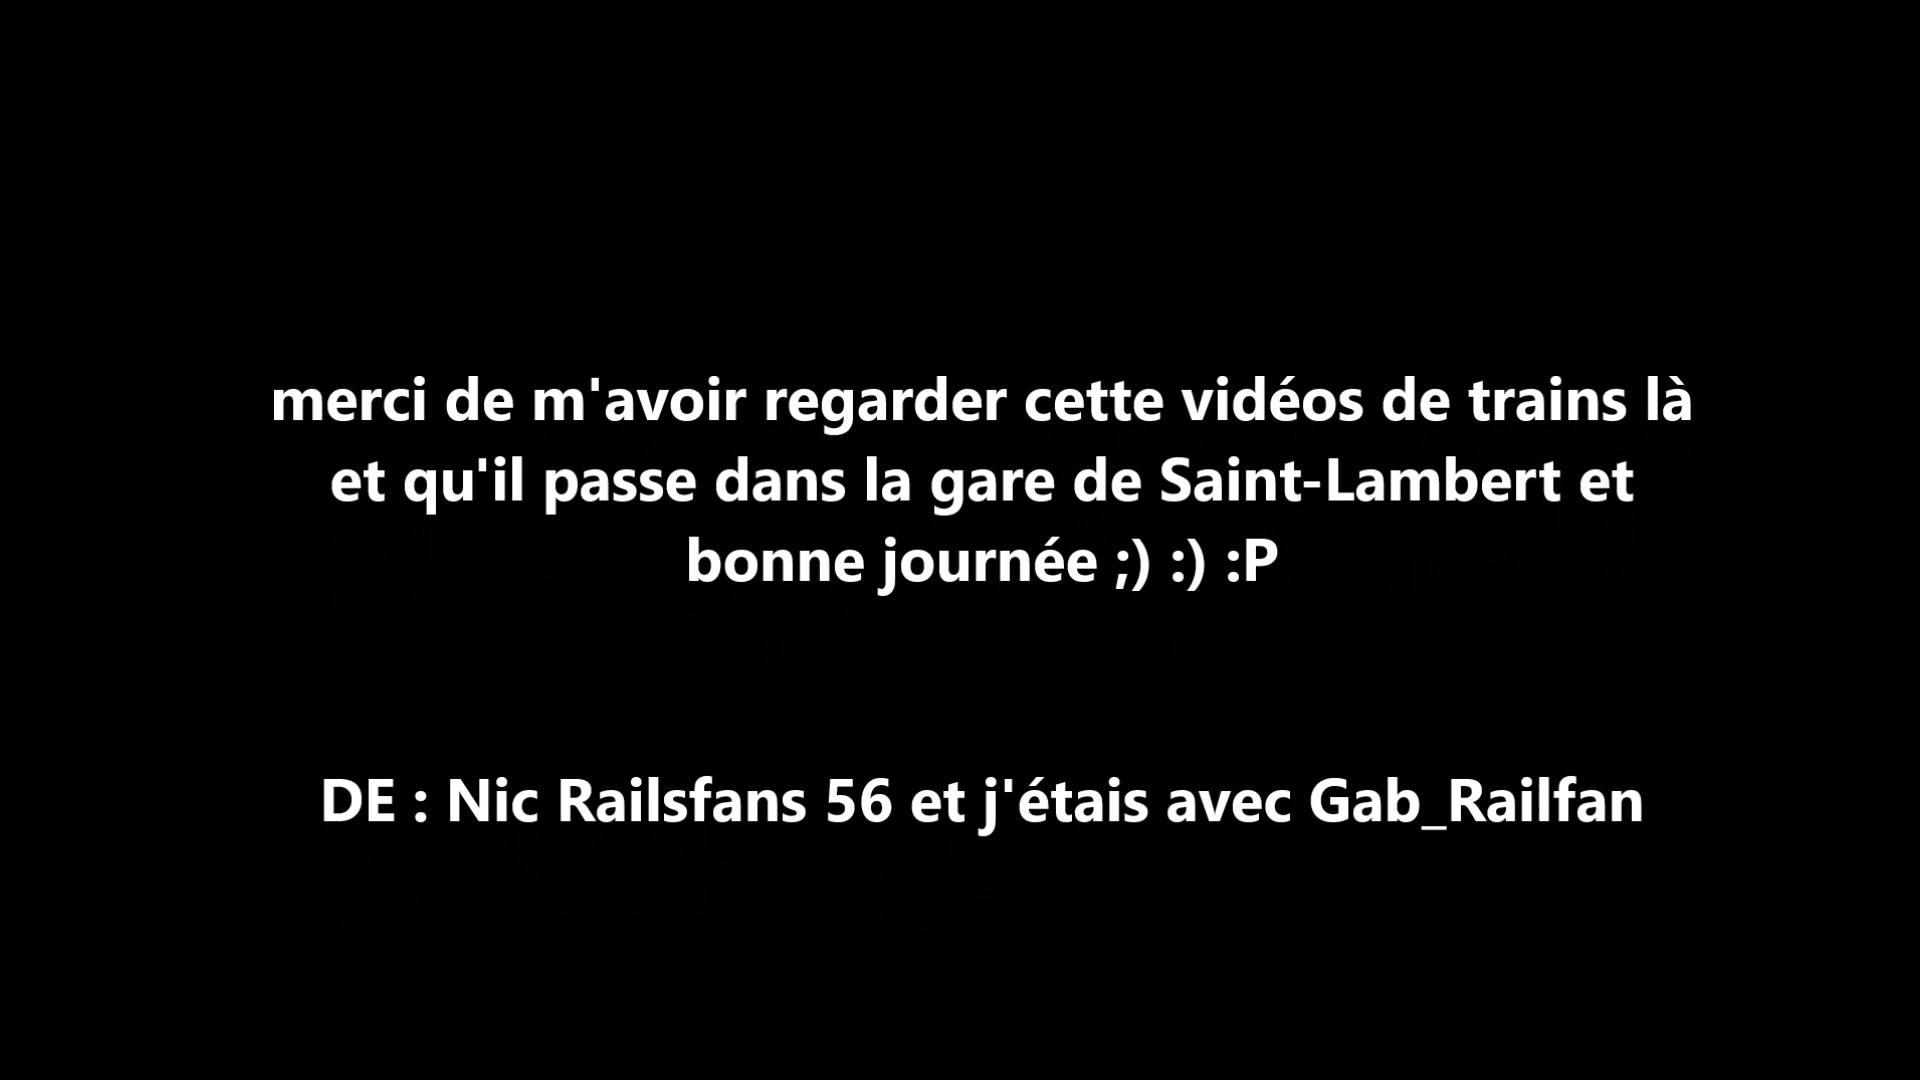 merci de m'avoir regarder cette vidéos de trains là
et qu'il passe dans la gare de Saint-Lambert et
bonne journée ;) :) :P
DE : Nic Railsfans 56 et j'étais avec Gab_Railfan